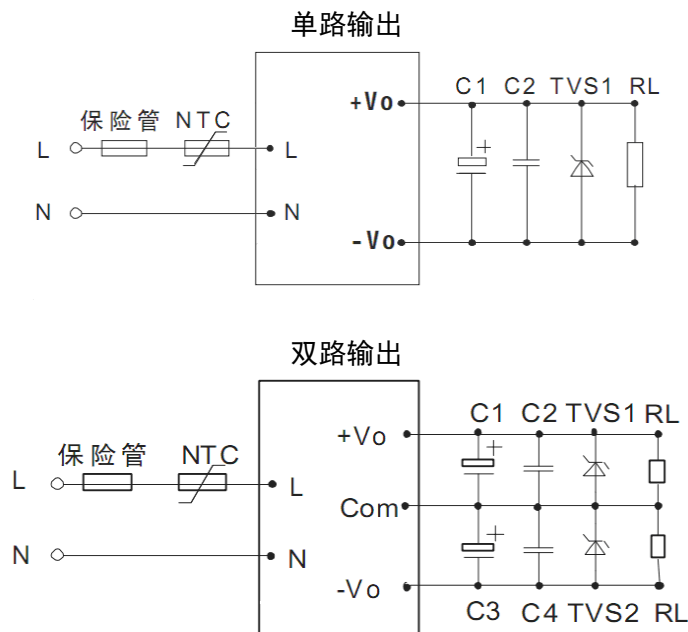 单路输出
+Vo C1 C2 TVS1 RL
保险管 NTC
L L
+
N N
-Vo
双路输出
C1 C2 TVS1 RL
+Vo
+
保险管 NTC
L L
Com
+
N N
-Vo
C3 C4 TVS2 RL